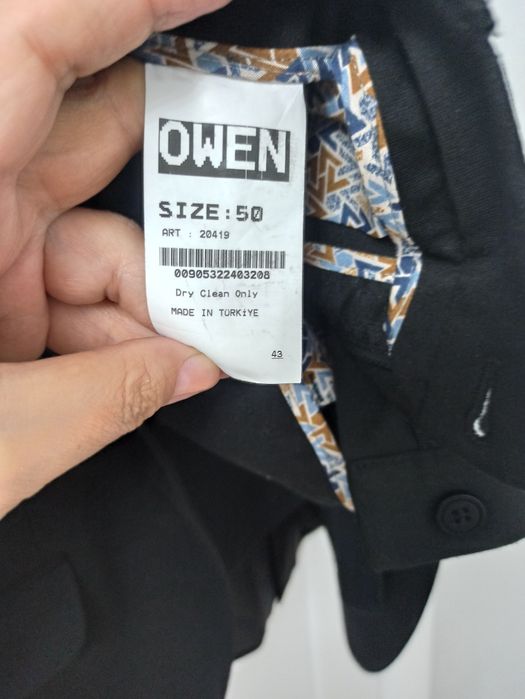 OWEN
SIZE:50
ART : 20419
00905322403208
Dry Clean Only
MADE IN TÜRKİYE
43